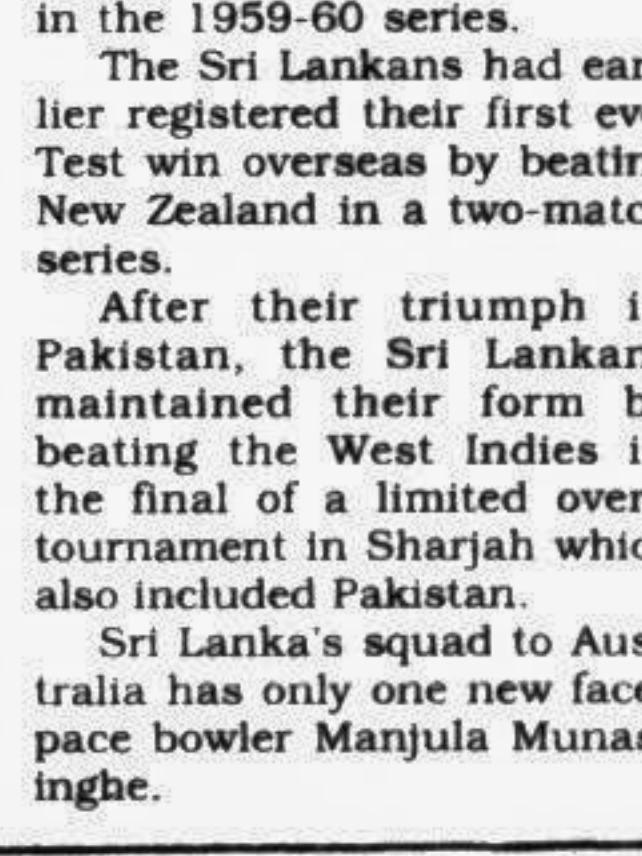 in the 1959-60 series.
The Sri Lankans had ear
lier registered their first ev
Test win overseas by beatin
New Zealand in a two-matc
series.
After their triumph i
Pakistan, the Sri Lankan
maintained their form b
beating the West Indies i
the final of a limited over
tournament in Sharjah whic
also included Pakistan.
Sri Lanka's squad to Aus
tralia has only one new face
pace bowler Manjula Munas
inghe.